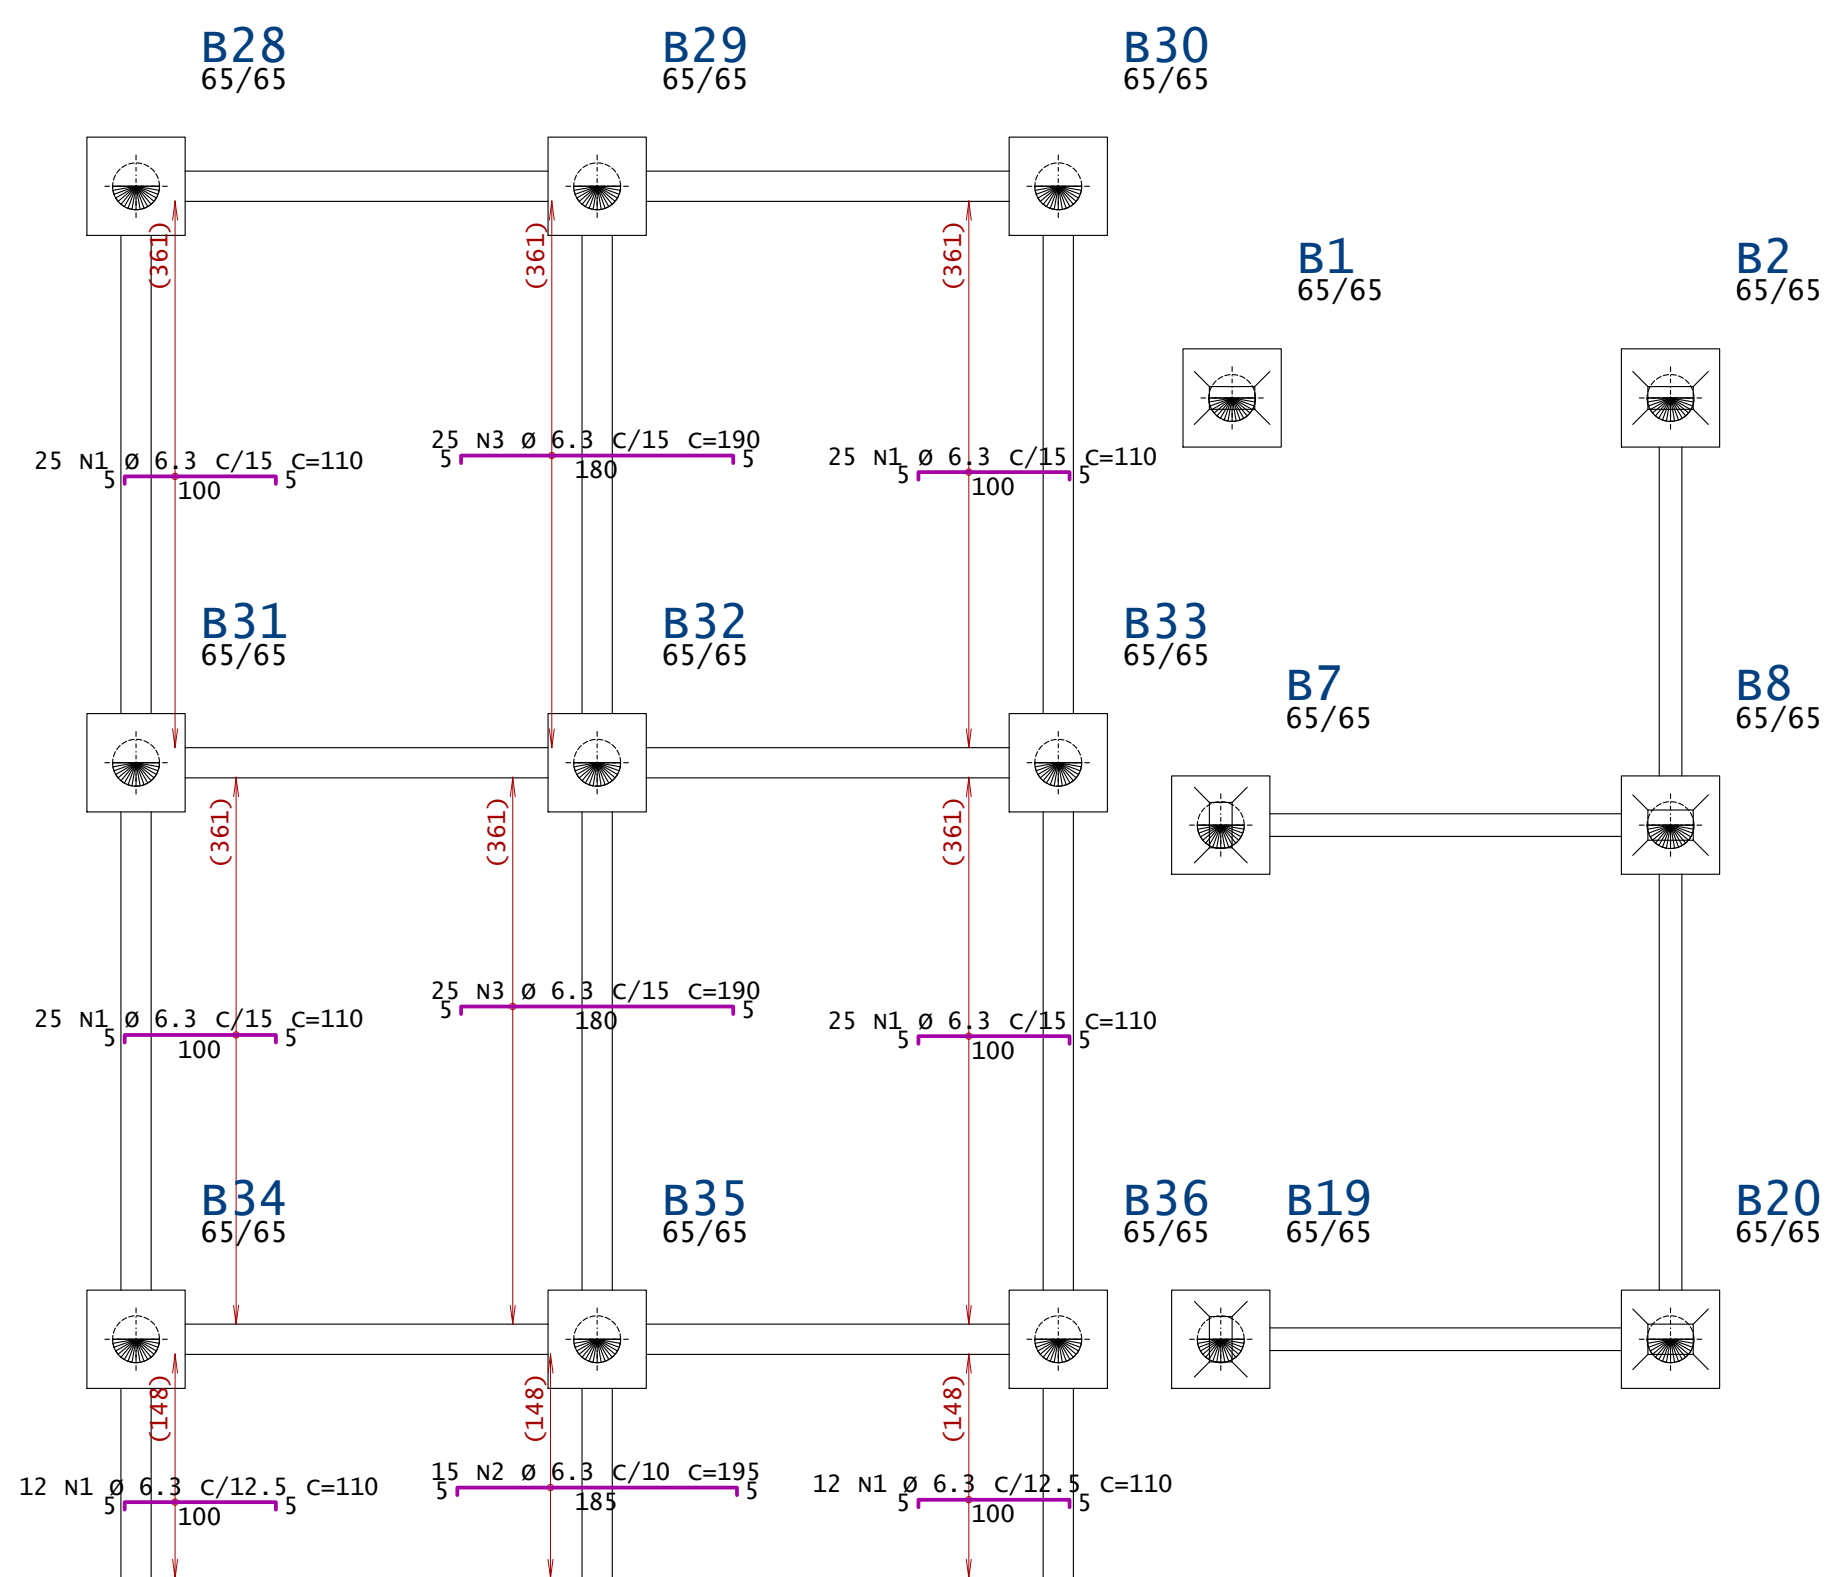 B28
65/65
B29
65/65
B30
65/65
B1
65/65
B2
65/65
(361)
(361)
(361)
25 N1 Ø 6.3 C/15 C=110
5 100 5
25 N3 Ø 6.3 C/15 C=190
5 180 5
25 N1 Ø 6.3 C/15 C=110
5 100 5
B31
65/65
B32
65/65
B33
65/65
B7
65/65
B8
65/65
(361)
(361)
(361)
25 N1 Ø 6.3 C/15 C=110
5 100 5
25 N3 Ø 6.3 C/15 C=190
5 180 5
25 N1 Ø 6.3 C/15 C=110
5 100 5
B34
65/65
B35
65/65
B36
65/65
B19
65/65
B20
65/65
(148)
(148)
(148)
12 N1 Ø 6.3 C/12.5 C=110
5 100 5
15 N2 Ø 6.3 C/10 C=195
5 185 5
12 N1 Ø 6.3 C/12.5 C=110
5 100 5